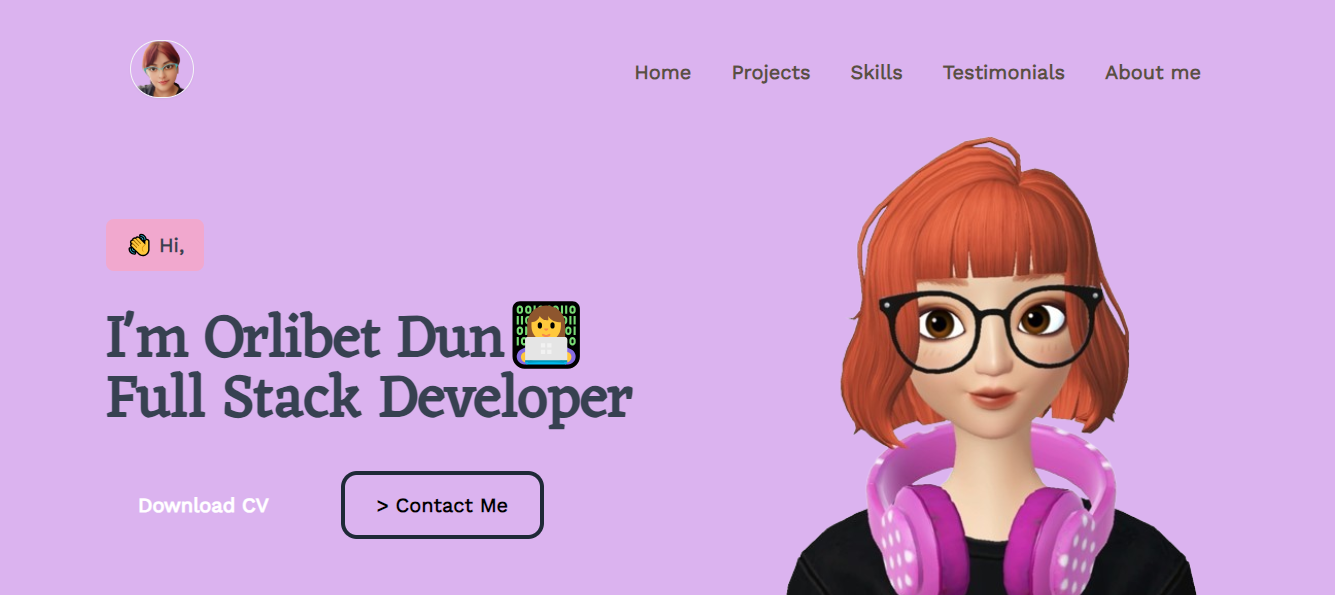 Home Projects Skills Testimonials About me
👋 Hi,
I'm Orlibet Dun👩‍💻
Full Stack Developer
Download CV > Contact Me